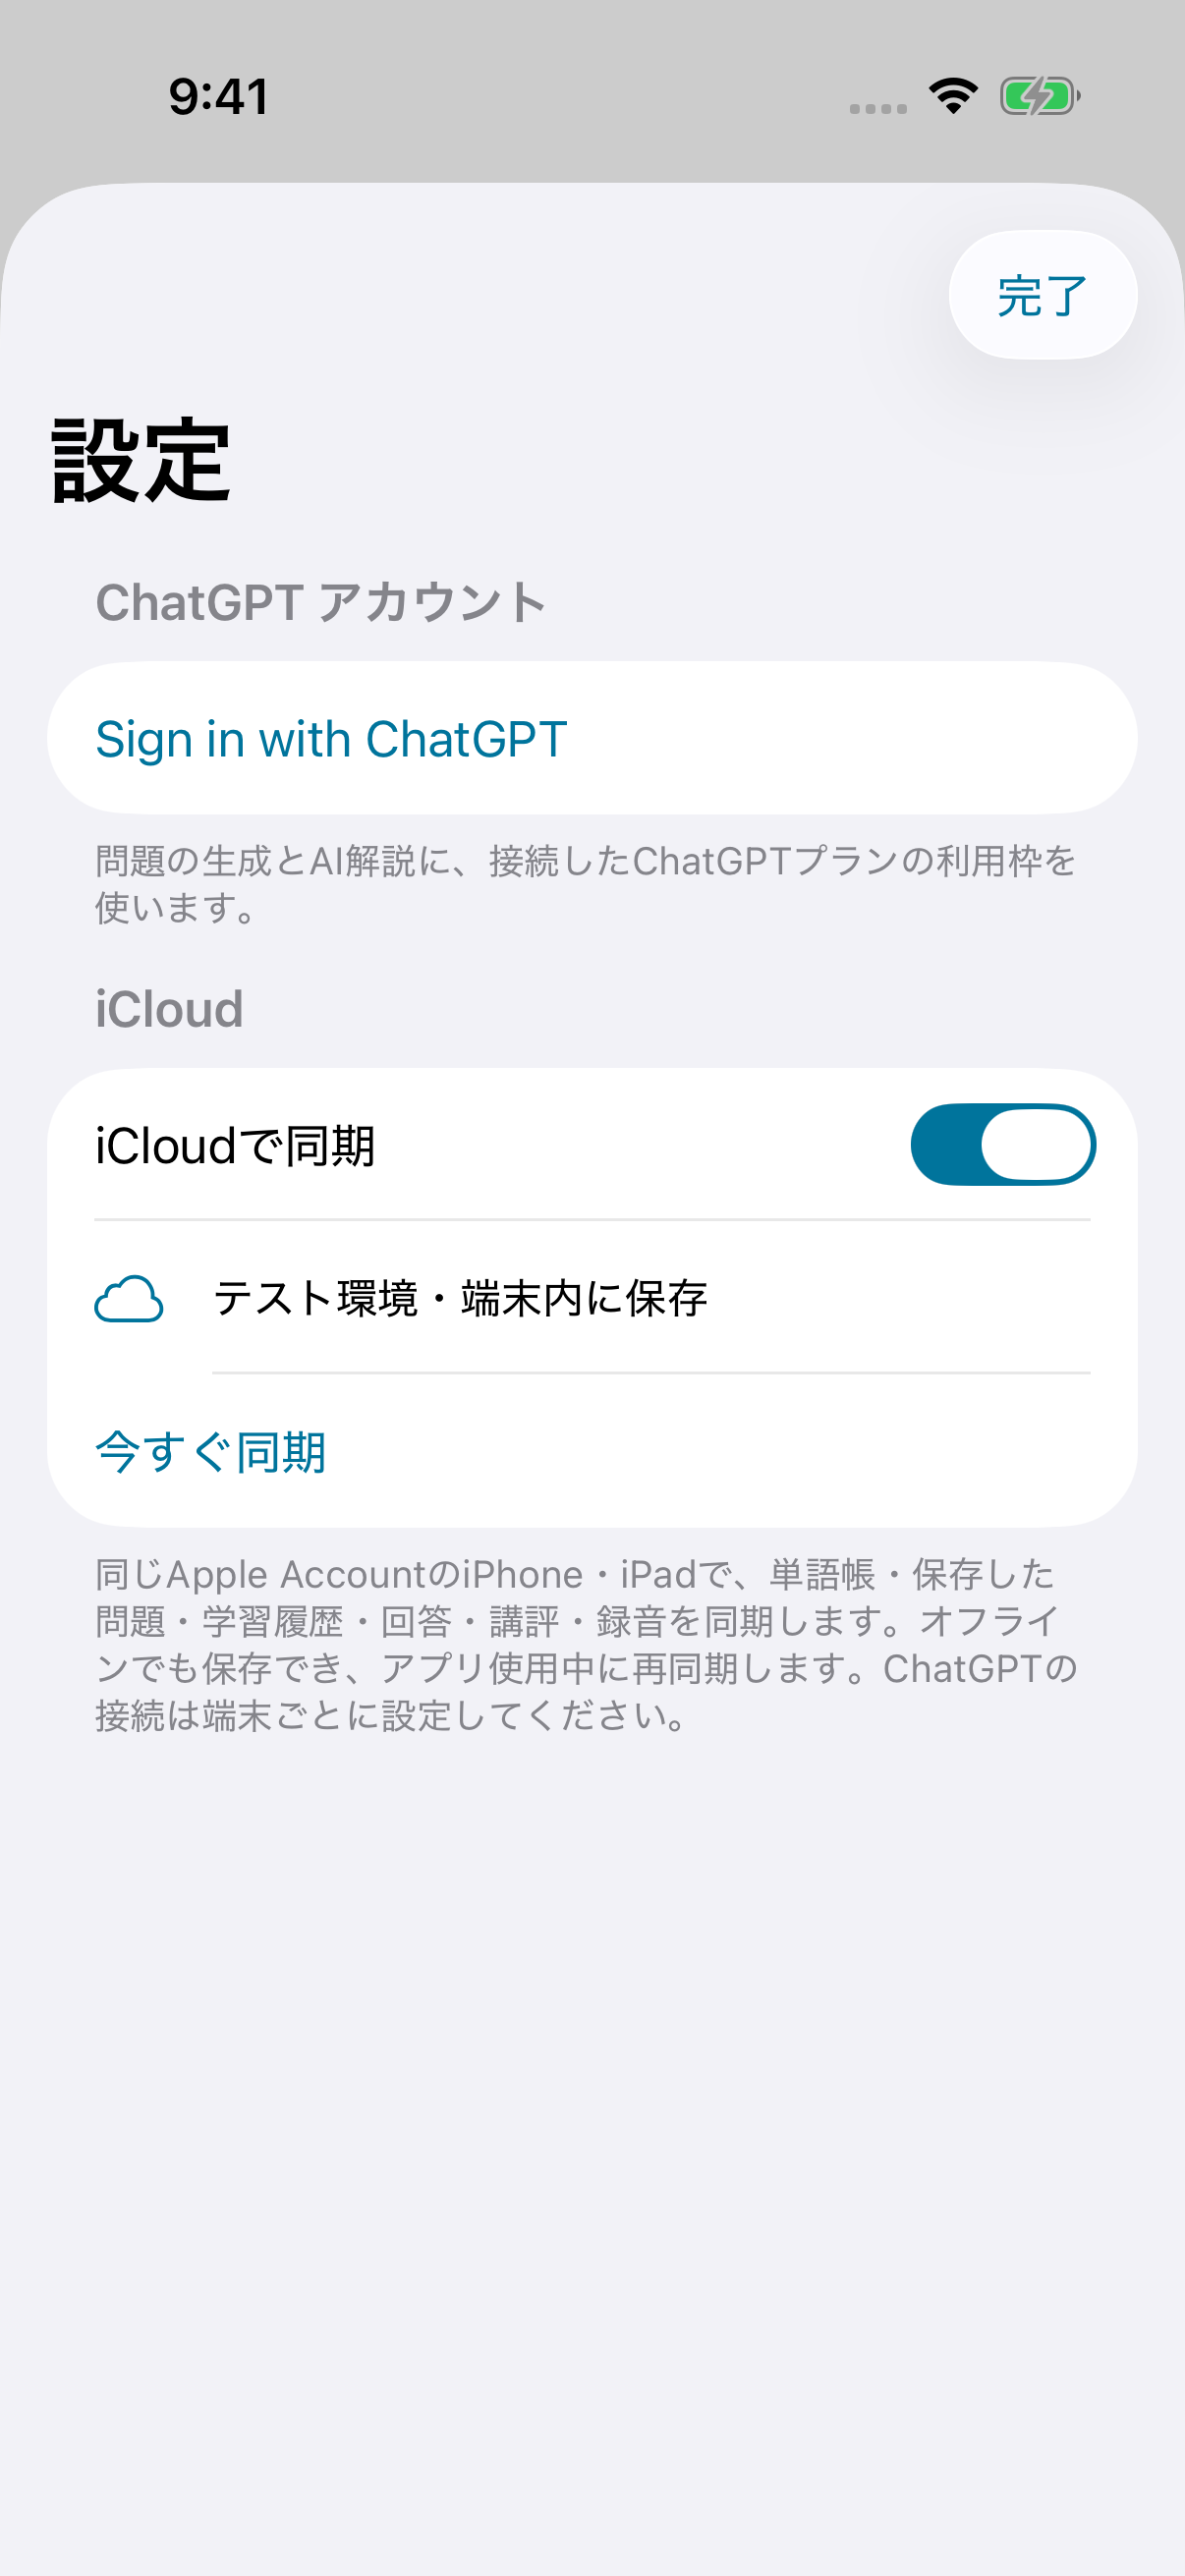 9:41
完了
設定
ChatGPT アカウント
Sign in with ChatGPT
問題の生成とAI解説に、接続したChatGPTプランの利用枠を
使います。
iCloud
iCloudで同期
テスト環境・端末内に保存
今すぐ同期
同じApple AccountのiPhone・iPadで、単語帳・保存した
問題・学習履歴・回答・講評・録音を同期します。オフライ
ンでも保存でき、アプリ使用中に再同期します。ChatGPTの
接続は端末ごとに設定してください。